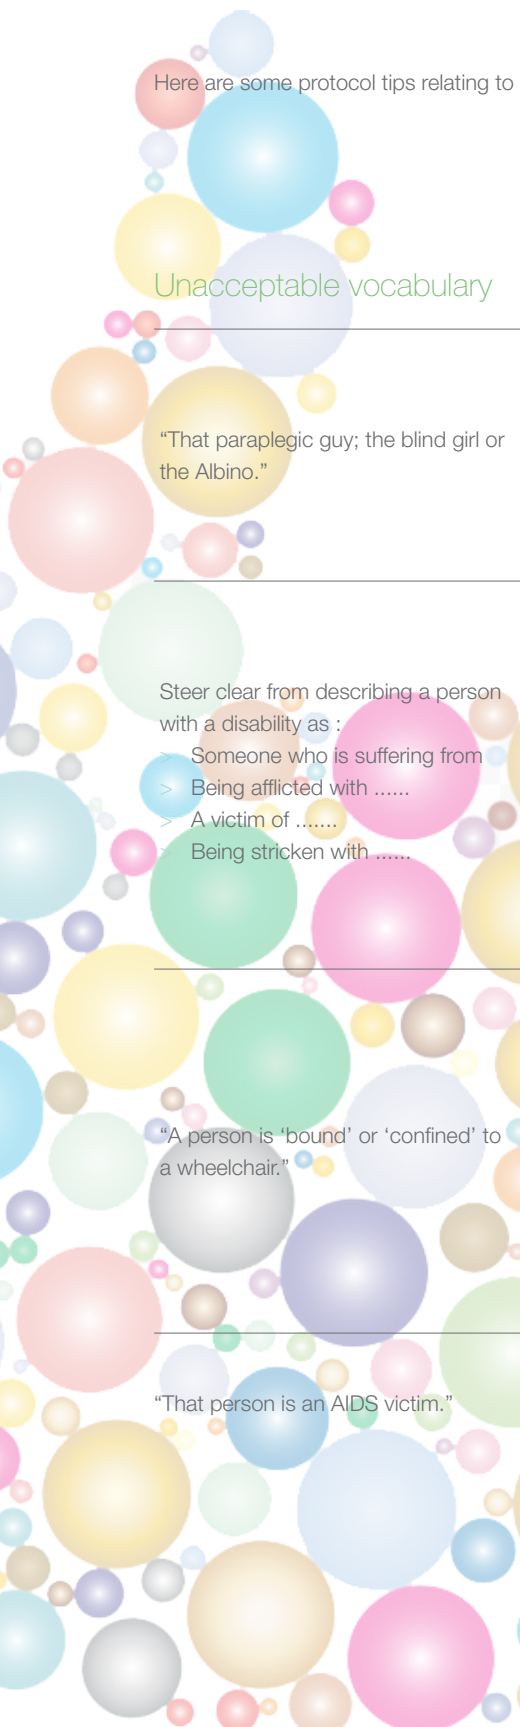 Here are some protocol tips relating to
Unacceptable vocabulary
“That paraplegic guy; the blind girl or
the Albino.”
Steer clear from describing a person
with a disability as :
> Someone who is suffering from
> Being afflicted with ......
> A victim of .......
> Being stricken with ......
“A person is ‘bound’ or ‘confined’ to
a wheelchair.”
“That person is an AIDS victim.”